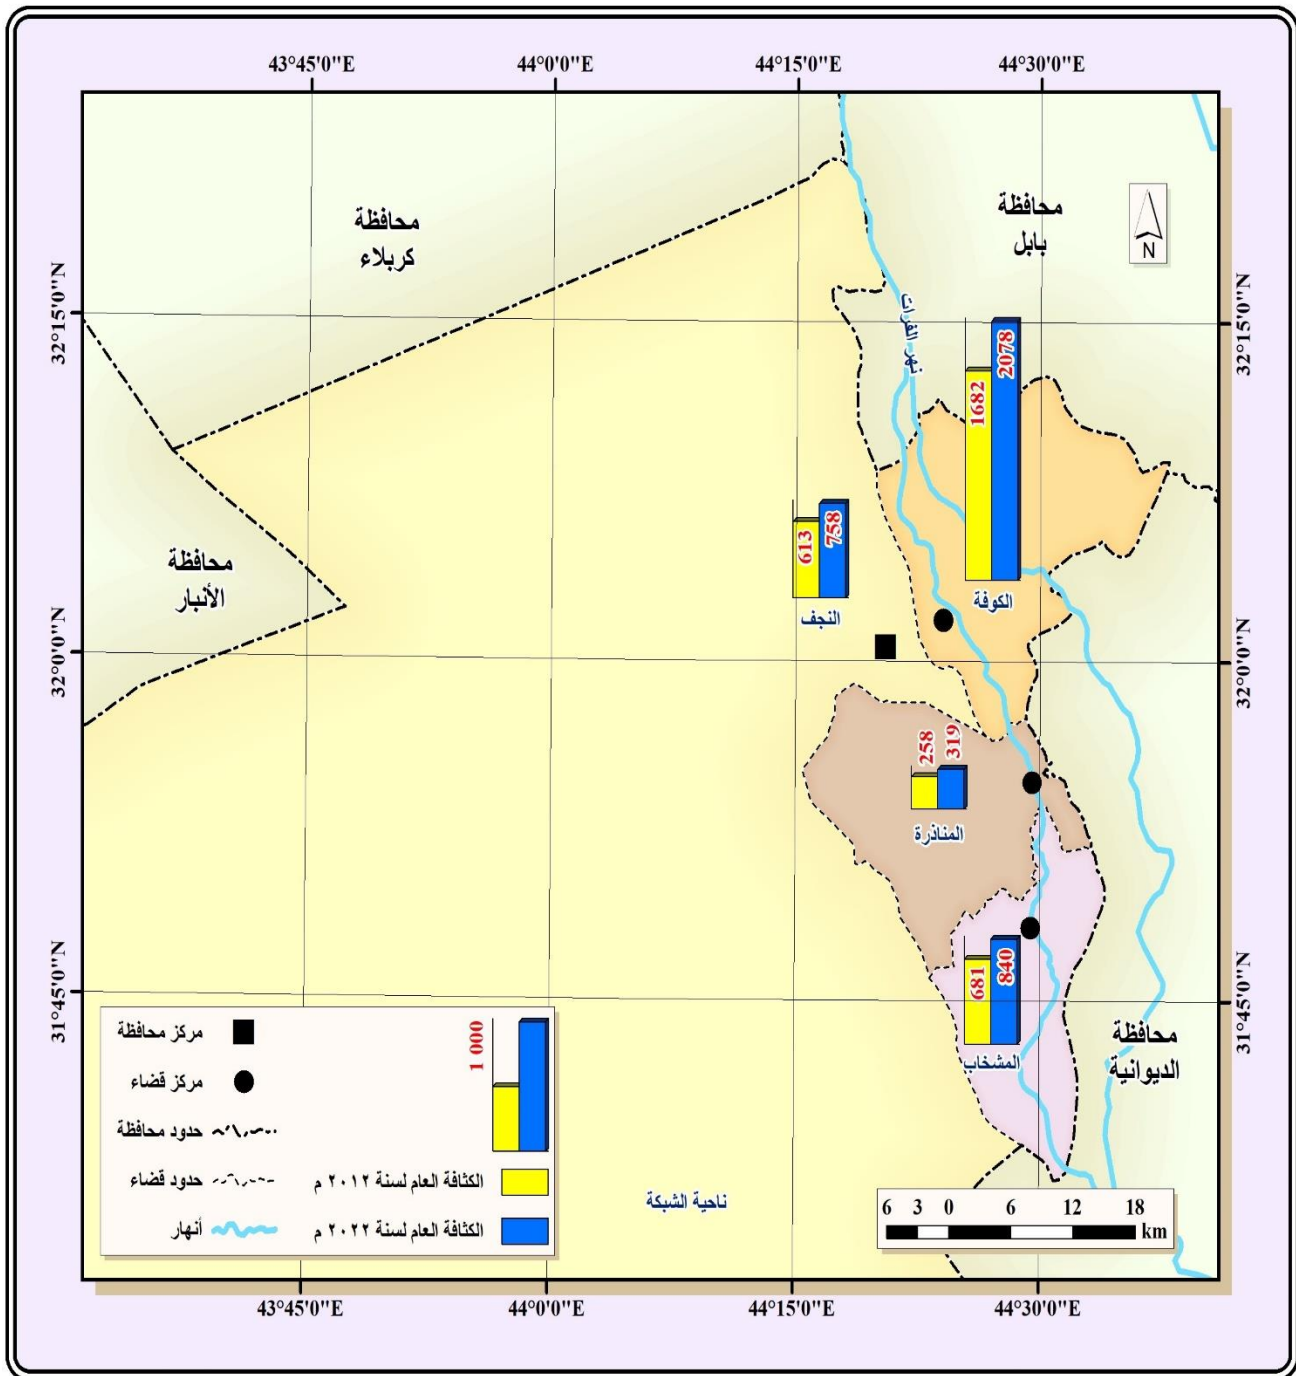 43°45'0"E
44°0'0"E
44°15'0"E
44°30'0"E
محافظة
كربلاء
محافظة
بابل
N
32°15'0"N
32°15'0"N
نهر الفرات
1682
2078
الكوفة
613
758
النجف
محافظة
الأنبار
32°0'0"N
32°0'0"N
258
319
المناذرة
681
840
المشخاب
31°45'0"N
31°45'0"N
محافظة
الديوانية
ناحية الشبكة
1 000
مركز محافظة
مركز قضاء
حدود محافظة
حدود قضاء
أنهار
الكثافة العام لسنة ٢٠١٢ م
الكثافة العام لسنة ٢٠٢٢ م
6 3 0 6 12 18
km
43°45'0"E
44°0'0"E
44°15'0"E
44°30'0"E